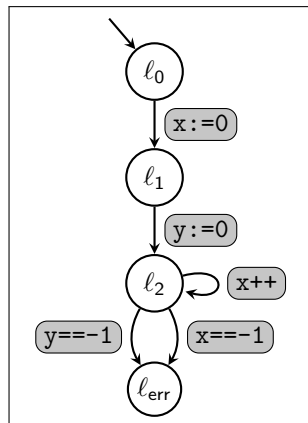 ℓ0
x:=0
ℓ1
y:=0
ℓ2
x++
y==-1
x==-1
ℓerr